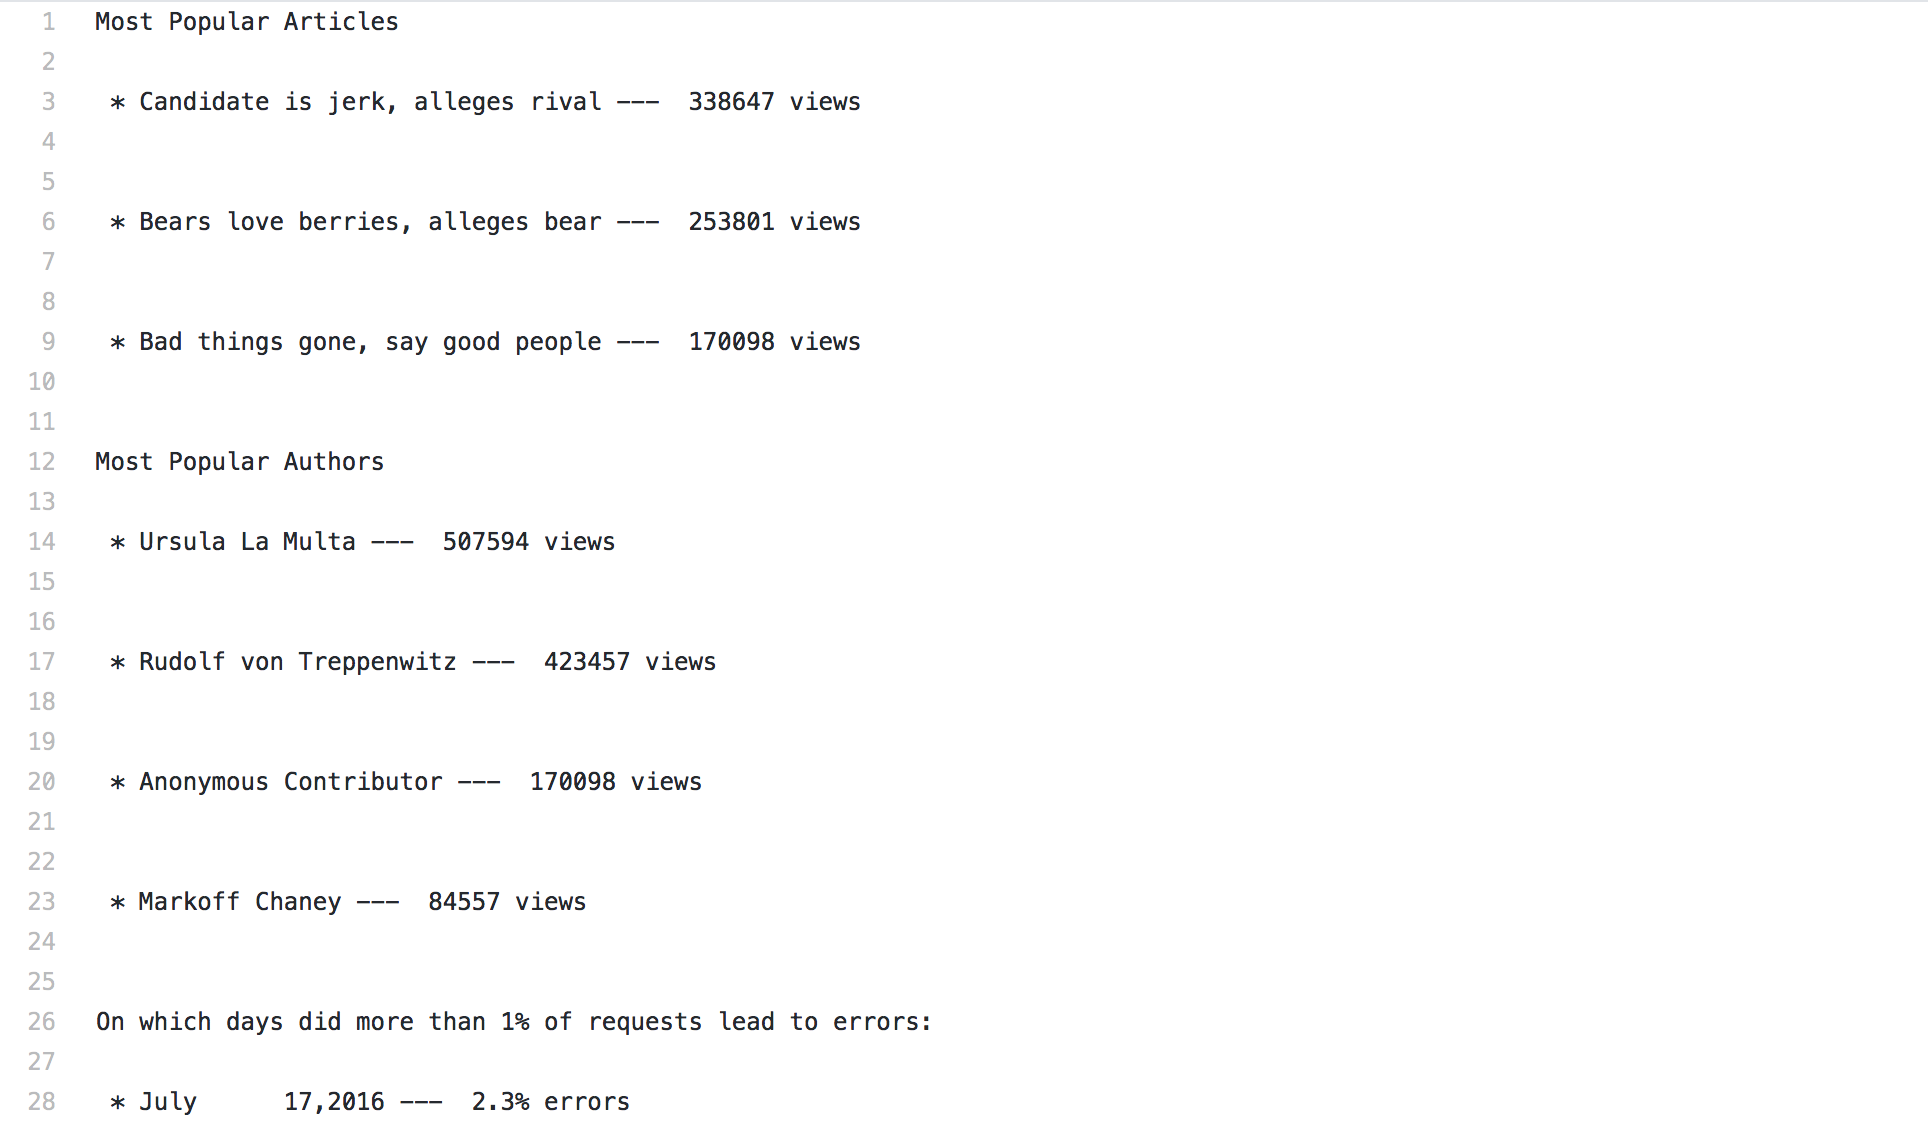 1 Most Popular Articles
2
3 * Candidate is jerk, alleges rival ---  338647 views
4
5
6 * Bears love berries, alleges bear ---  253801 views
7
8
9 * Bad things gone, say good people ---  170098 views
10
11
12 Most Popular Authors
13
14 * Ursula La Multa ---  507594 views
15
16
17 * Rudolf von Treppenwitz ---  423457 views
18
19
20 * Anonymous Contributor ---  170098 views
21
22
23 * Markoff Chaney ---  84557 views
24
25
26 On which days did more than 1% of requests lead to errors:
27
28 * July      17,2016 ---  2.3% errors